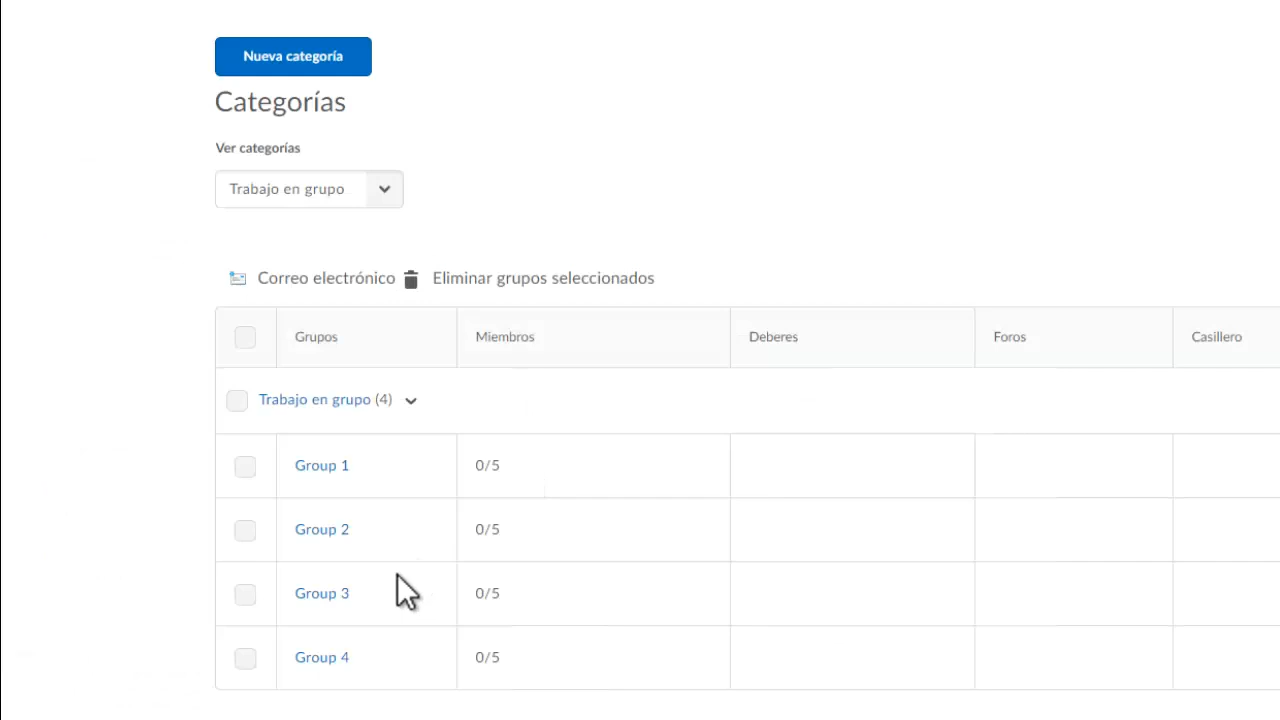 Nueva categoría
Categorías
Ver categorías
Trabajo en grupo
Correo electrónico Eliminar grupos seleccionados
Grupos Miembros Deberes Foros Casillero
Trabajo en grupo (4)
Group 1 0/5
Group 2 0/5
Group 3 0/5
Group 4 0/5